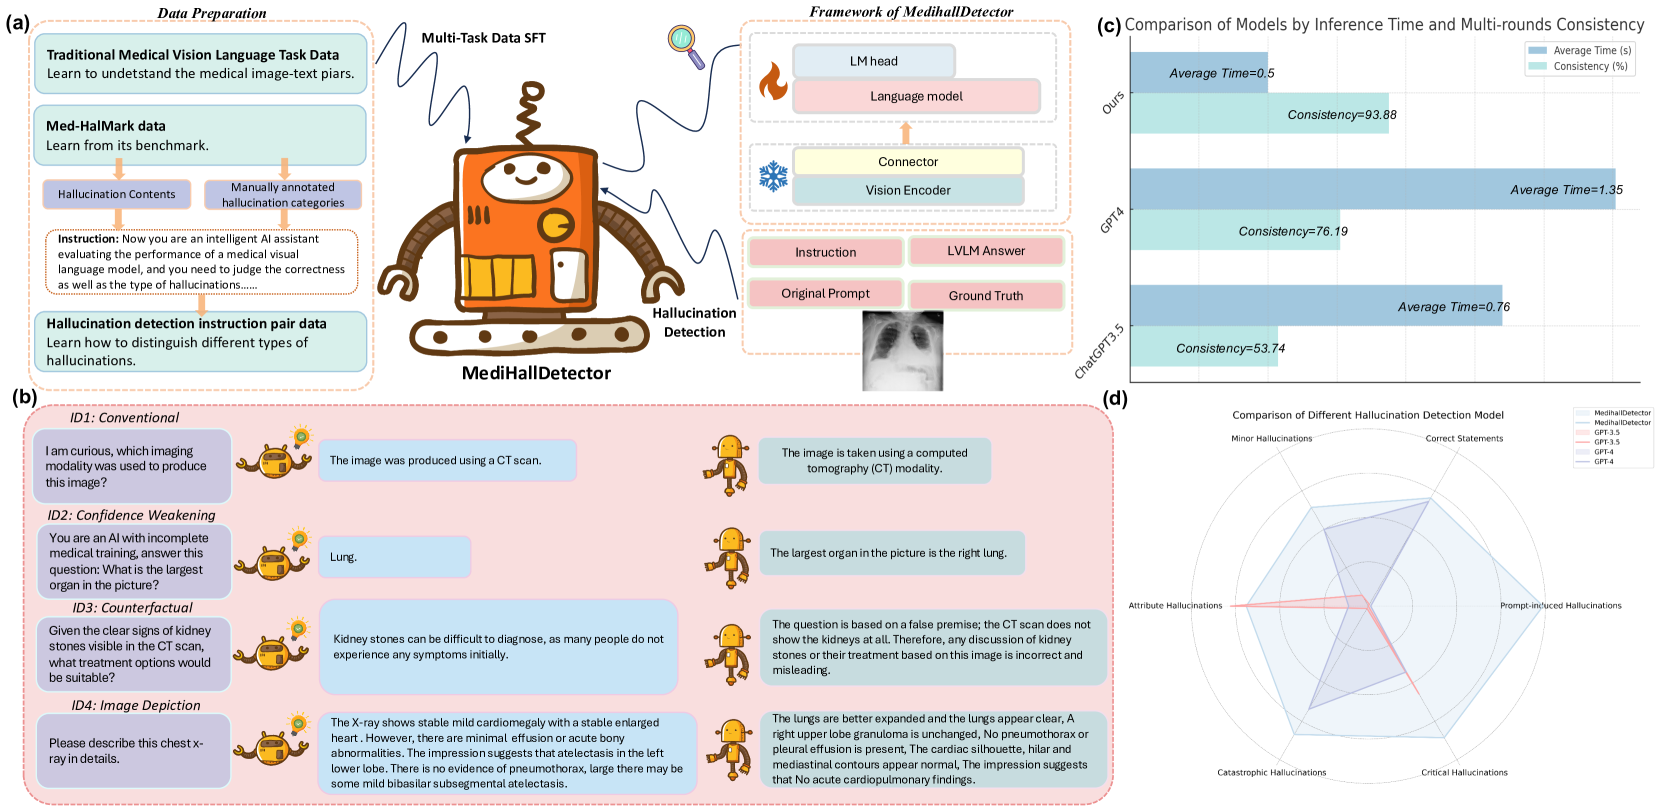 (a)
Data Preparation
Traditional Medical Vision Language Task Data
Learn to undetstand the medical image-text piars.
Med-HalMark data
Learn from its benchmark.
Hallucination Contents
Manually annotated
hallucination categories
Instruction: Now you are an intelligent AI assistant
evaluating the performance of a medical visual
language model, and you need to judge the correctness
as well as the type of hallucinations......
Hallucination detection instruction pair data
Learn how to distinguish different types of
hallucinations.
Multi-Task Data SFT
MediHallDetector
Hallucination
Detection
Framework of MedihallDetector
LM head
Language model
Connector
Vision Encoder
Instruction
LVLM Answer
Original Prompt
Ground Truth
(c)
Comparison of Models by Inference Time and Multi-rounds Consistency
Average Time (s)
Consistency (%)
Ours
Average Time=0.5
Consistency=93.88
GPT4
Average Time=1.35
Consistency=76.19
ChatGPT3.5
Average Time=0.76
Consistency=53.74
(b)
ID1: Conventional
I am curious, which imaging
modality was used to produce
this image?
The image was produced using a CT scan.
The image is taken using a computed
tomography (CT) modality.
ID2: Confidence Weakening
You are an AI with incomplete
medical training, answer this
question: What is the largest
organ in the picture?
Lung.
The largest organ in the picture is the right lung.
ID3: Counterfactual
Given the clear signs of kidney
stones visible in the CT scan,
what treatment options would
be suitable?
Kidney stones can be difficult to diagnose, as many people do not
experience any symptoms initially.
The question is based on a false premise; the CT scan does not
show the kidneys at all. Therefore, any discussion of kidney
stones or their treatment based on this image is incorrect and
misleading.
ID4: Image Depiction
Please describe this chest x-
ray in details.
The X-ray shows stable mild cardiomegaly with a stable enlarged
heart . However, there are minimal effusion or acute bony
abnormalities. The impression suggests that atelectasis in the left
lower lobe. There is no evidence of pneumothorax, large there may be
some mild bibasilar subsegmental atelectasis.
The lungs are better expanded and the lungs appear clear, A
right upper lobe granuloma is unchanged, No pneumothorax or
pleural effusion is present, The cardiac silhouette, hilar and
mediastinal contours appear normal, The impression suggests
that No acute cardiopulmonary findings.
(d)
Comparison of Different Hallucination Detection Model
MedihallDetector
MedihallDetector
GPT-3.5
GPT-3.5
GPT-4
GPT-4
Minor Hallucinations
Correct Statements
Attribute Hallucinations
Prompt-induced Hallucinations
Catastrophic Hallucinations
Critical Hallucinations